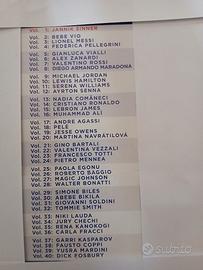 Vol. 1: JANNIK SINNER
Vol. 2: BEBE VIO
Vol. 3: LIONEL MESSI
Vol. 4: FEDERICA PELLEGRINI
Vol. 5: GIANLUCA VIALLI
Vol. 6: ALEX ZANARDI
Vol. 7: VALENTINO ROSSI
Vol. 8: DIEGO ARMANDO MARADONA
Vol. 9: MICHAEL JORDAN
Vol. 10: LEWIS HAMILTON
Vol. 11: SERENA WILLIAMS
Vol. 12: AYRTON SENNA
Vol. 13: NADIA COMĂNECI
Vol. 14: CRISTIANO RONALDO
Vol. 15: LEBRON JAMES
Vol. 16: MUHAMMAD ALI
Vol. 17: ANDRE AGASSI
Vol. 18: PELÉ
Vol. 19: JESSE OWENS
Vol. 20: MARTINA NAVRÁTILOVÁ
Vol. 21: GINO BARTALI
Vol. 22: VALENTINA VEZZALI
Vol. 23: FRANCESCO TOTTI
Vol. 24: PIETRO MENNEA
Vol. 25: PAOLA EGONU
Vol. 26: ROBERTO BAGGIO
Vol. 27: MAGIC JOHNSON
Vol. 28: WALTER BONATTI
Vol. 29: SIMONE BILES
Vol. 30: ABEBE BIKILA
Vol. 31: GIOVANNI SOLDINI
Vol. 32: TOMMIE SMITH
Vol. 33: NIKI LAUDA
Vol. 34: JURY CHECHI
Vol. 35: IRENA KONOKOGI
Vol. 36: CARLA FRACCI
Vol. 37: GARRI KASPAROV
Vol. 38: FAUSTO COPPI
Vol. 39: YUSRA MARDINI
Vol. 40: DICK FOSBURY
subito